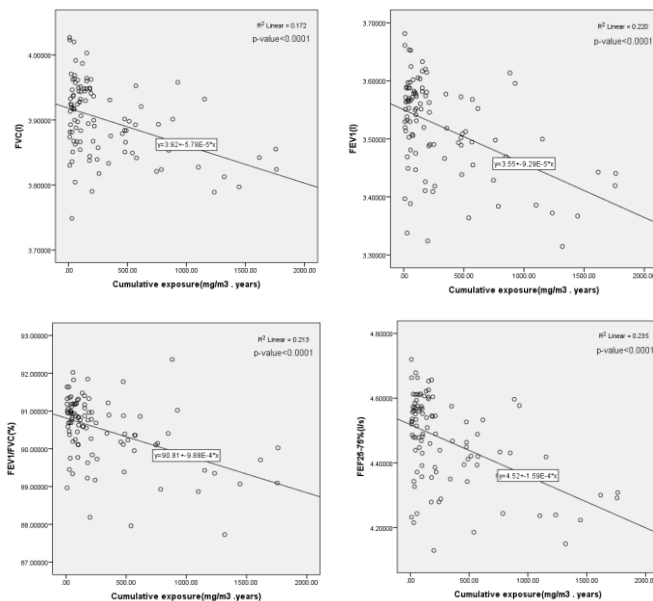 R² Linear = 0.172
p-value<0.0001
4.00000
3.90000
3.80000
3.70000
FVC(l)
y=3.92+-5.78E-5*x
.00 500.00 1000.00 1500.00 2000.00
Cumulative exposure(mg/m3 . years)
R² Linear = 0.220
p-value<0.0001
3.70000
3.60000
3.50000
3.40000
3.30000
FEV1(l)
y=3.55+-9.29E-5*x
.00 500.00 1000.00 1500.00 2000.00
Cumulative exposure(mg/m3 . years)
R² Linear = 0.213
p-value<0.0001
93.00000
92.00000
91.00000
90.00000
89.00000
88.00000
87.00000
FEV1/FVC(%)
y=90.81+-9.88E-4*x
.00 500.00 1000.00 1500.00 2000.00
Cumulative exposure(mg/m3 . years)
R² Linear = 0.235
p-value<0.0001
4.80000
4.60000
4.40000
4.20000
FEF25-75%(l/s)
y=4.52+-1.59E-4*x
.00 500.00 1000.00 1500.00 2000.00
Cumulative exposure(mg/m3 . years)